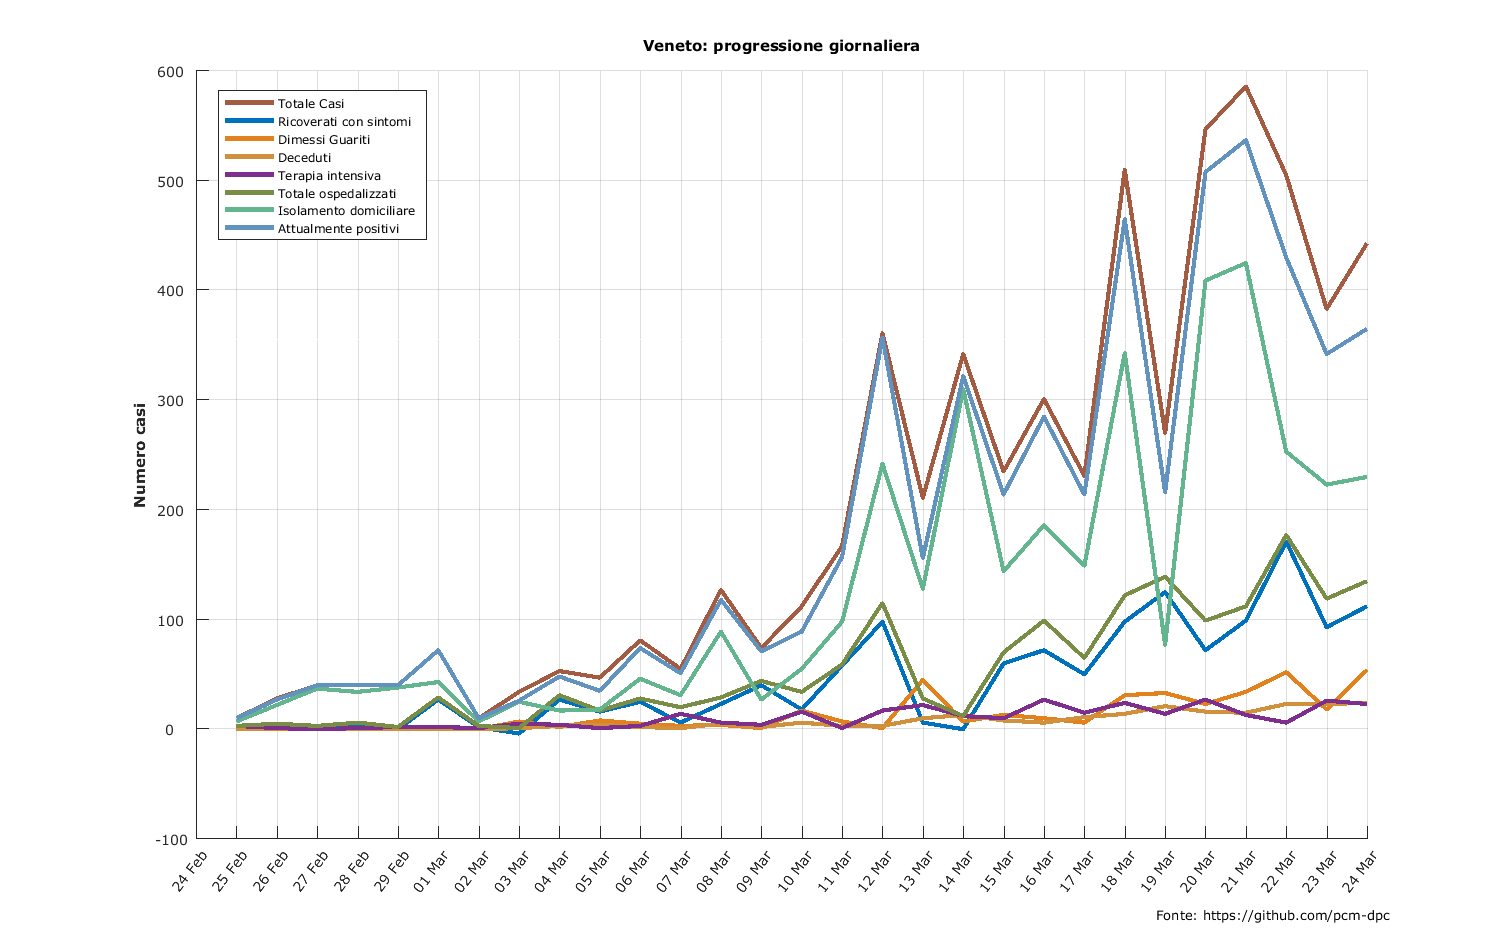 Veneto: progressione giornaliera
600
500
400
300
200
100
0
-100
Numero casi
Totale Casi
Ricoverati con sintomi
Dimessi Guariti
Deceduti
Terapia intensiva
Totale ospedalizzati
Isolamento domiciliare
Attualmente positivi
24 Feb
25 Feb
26 Feb
27 Feb
28 Feb
29 Feb
01 Mar
02 Mar
03 Mar
04 Mar
05 Mar
06 Mar
07 Mar
08 Mar
09 Mar
10 Mar
11 Mar
12 Mar
13 Mar
14 Mar
15 Mar
16 Mar
17 Mar
18 Mar
19 Mar
20 Mar
21 Mar
22 Mar
23 Mar
24 Mar
Fonte: https://github.com/pcm-dpc